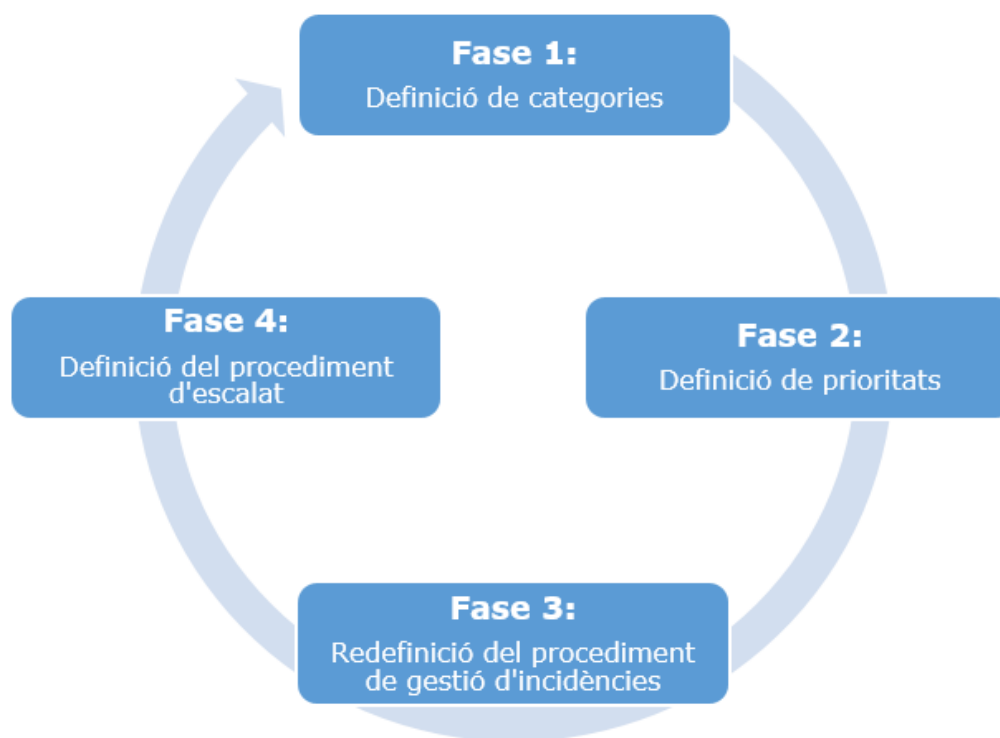 Fase 1:
Definició de categories
Fase 2:
Definició de prioritats
Fase 3:
Redefinició del procediment
de gestió d'incidències
Fase 4:
Definició del procediment
d'escalat